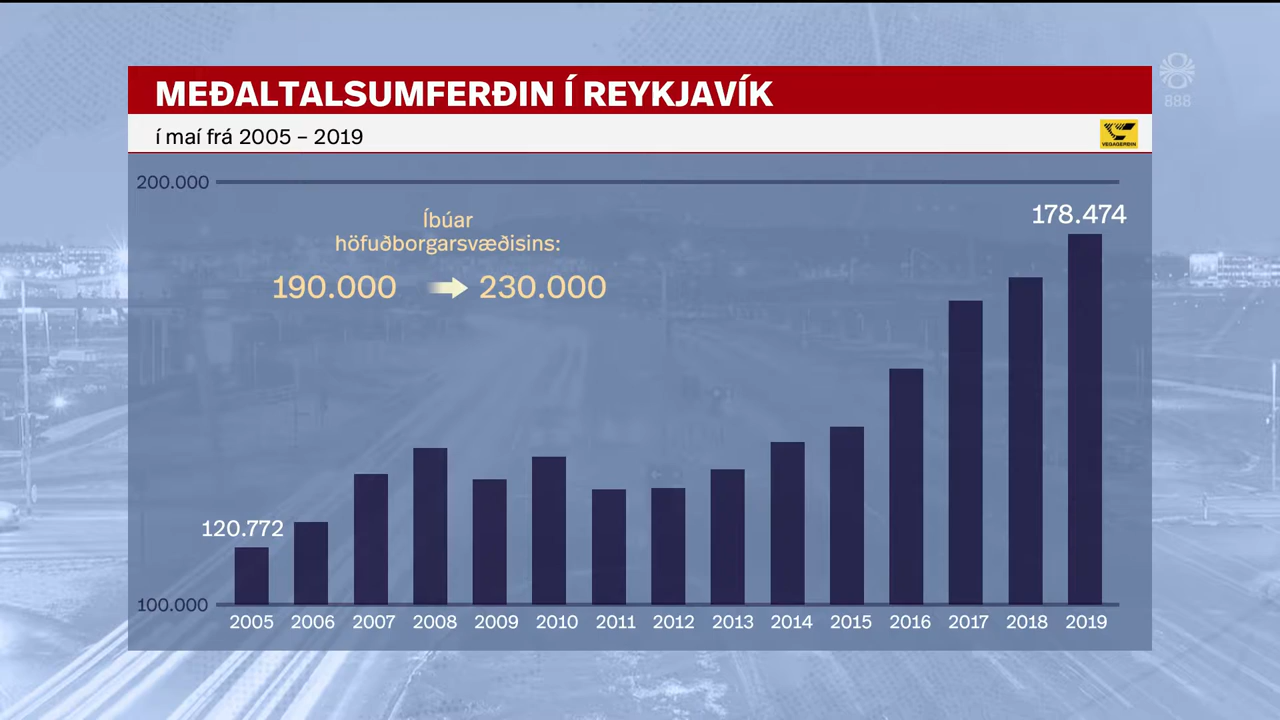 MEÐALTALSUMFERÐIN Í REYKJAVÍK
888
í maí frá 2005 – 2019
VEGAGERÐIN
200.000
Íbúar
höfuðborgarsvæðisins:
190.000 230.000
178.474
120.772
100.000
2005 2006 2007 2008 2009 2010 2011 2012 2013 2014 2015 2016 2017 2018 2019